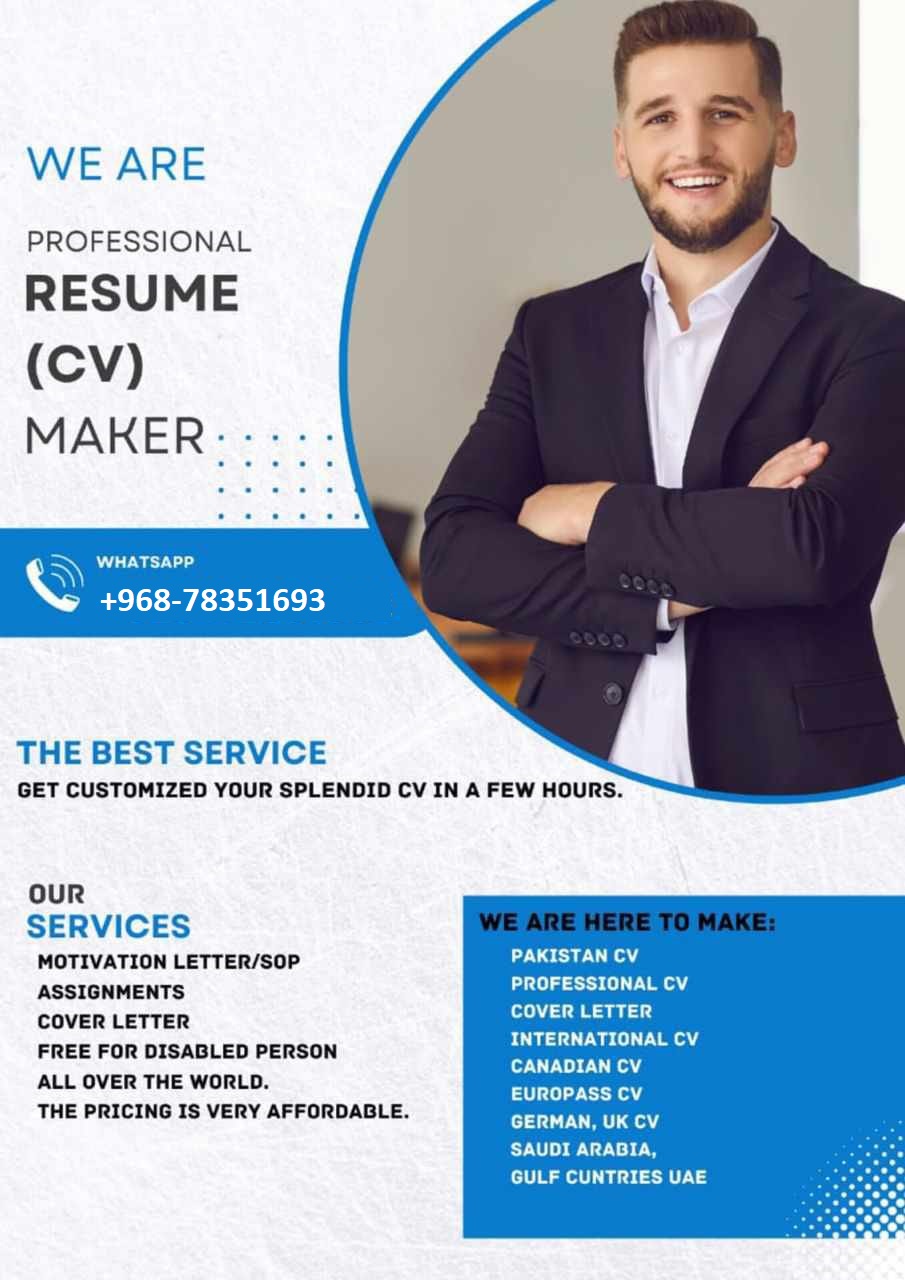 WE ARE
PROFESSIONAL
RESUME
(CV)
MAKER
WHATSAPP
+968-78351693
THE BEST SERVICE
GET CUSTOMIZED YOUR SPLENDID CV IN A FEW HOURS.
OUR
SERVICES
MOTIVATION LETTER/SOP
ASSIGNMENTS
COVER LETTER
FREE FOR DISABLED PERSON
ALL OVER THE WORLD.
THE PRICING IS VERY AFFORDABLE.
WE ARE HERE TO MAKE:
PAKISTAN CV
PROFESSIONAL CV
COVER LETTER
INTERNATIONAL CV
CANADIAN CV
EUROPASS CV
GERMAN, UK CV
SAUDI ARABIA,
GULF CUNTRIES UAE